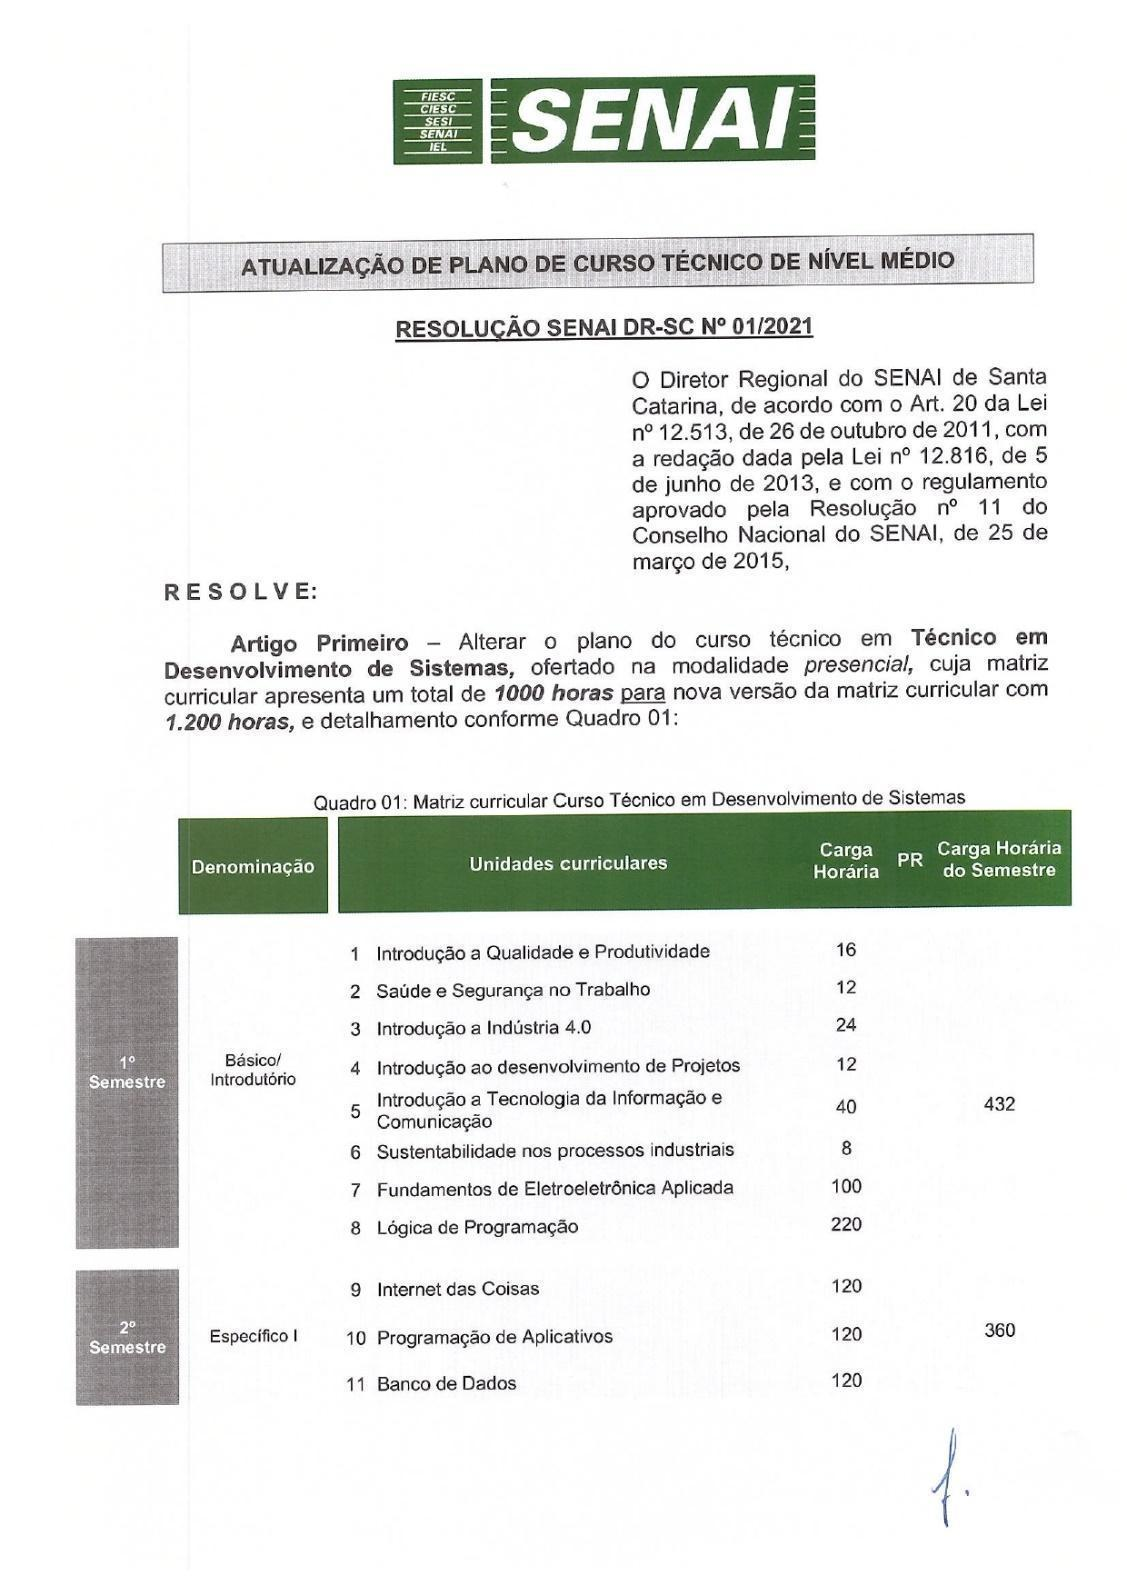 FIESC
CIESC
SESI
SENAI
IEL
SENAI
ATUALIZAÇÃO DE PLANO DE CURSO TÉCNICO DE NÍVEL MÉDIO
RESOLUÇÃO SENAI DR-SC Nº 01/2021
O Diretor Regional do SENAI de Santa
Catarina, de acordo com o Art. 20 da Lei
nº 12.513, de 26 de outubro de 2011, com
a redação dada pela Lei nº 12.816, de 5
de junho de 2013, e com o regulamento
aprovado pela Resolução nº 11 do
Conselho Nacional do SENAI, de 25 de
março de 2015,
R E S O L V E:
Artigo Primeiro – Alterar o plano do curso técnico em Técnico em
Desenvolvimento de Sistemas, ofertado na modalidade presencial, cuja matriz
curricular apresenta um total de 1000 horas para nova versão da matriz curricular com
1.200 horas, e detalhamento conforme Quadro 01:
Quadro 01: Matriz curricular Curso Técnico em Desenvolvimento de Sistemas
Denominação Unidades curriculares Carga Horária PR Carga Horária do Semestre
1º Semestre
Básico/ Introdutório
1 Introdução a Qualidade e Produtividade 16
2 Saúde e Segurança no Trabalho 12
3 Introdução a Indústria 4.0 24
4 Introdução ao desenvolvimento de Projetos 12
5 Introdução a Tecnologia da Informação e
Comunicação 40 432
6 Sustentabilidade nos processos industriais 8
7 Fundamentos de Eletroeletrônica Aplicada 100
8 Lógica de Programação 220
2º Semestre
Específico I
9 Internet das Coisas 120
10 Programação de Aplicativos 120 360
11 Banco de Dados 120